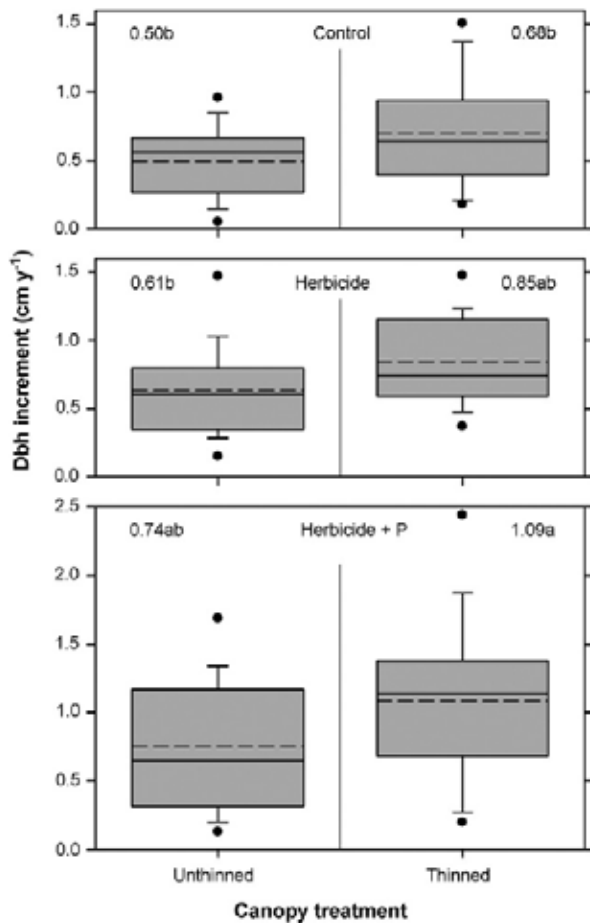 0.50b Control 0.68b
1.5
1.0
0.5
0.0
0.61b Herbicide 0.85ab
1.5
1.0
0.5
0.0
Dbh increment (cm y⁻¹)
0.74ab Herbicide + P 1.09a
2.5
2.0
1.5
1.0
0.5
0.0
Unthinned Thinned
Canopy treatment